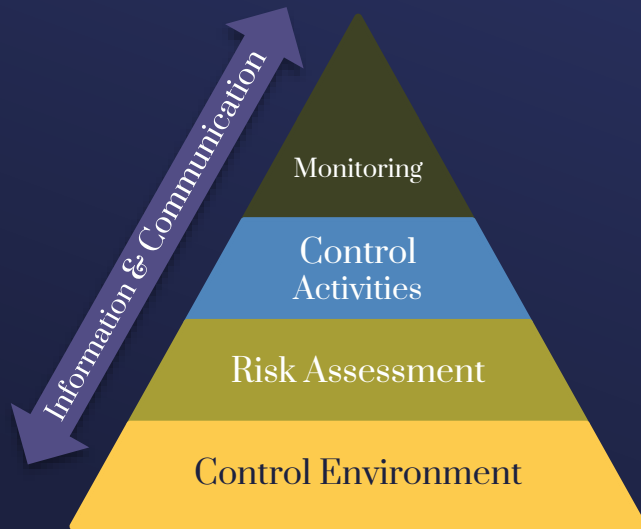 Information & Communication
Monitoring
Control
Activities
Risk Assessment
Control Environment